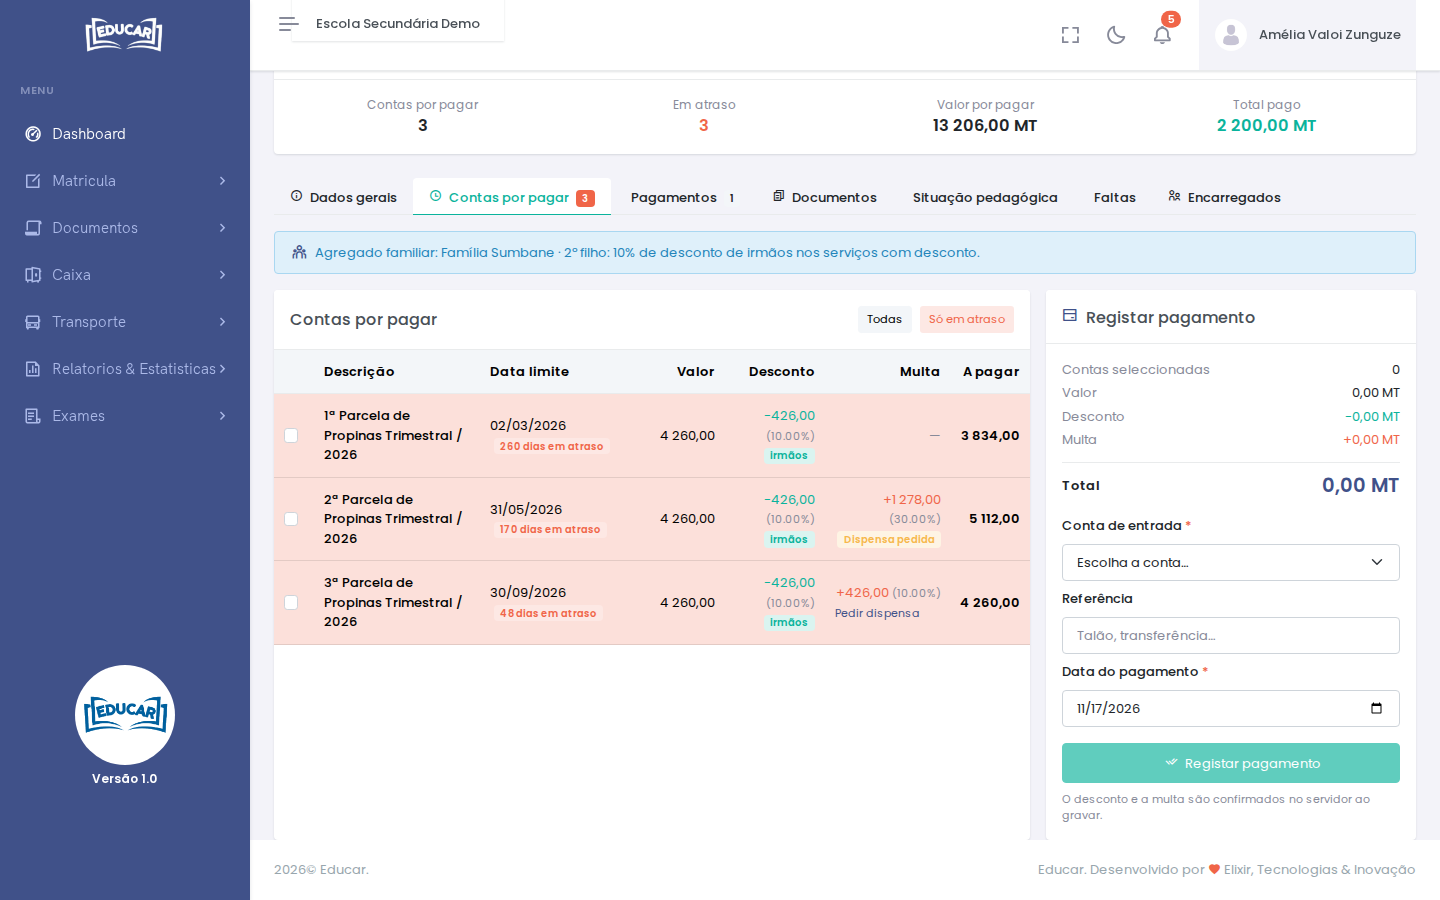 EDUCAR
Escola Secundária Demo
5
Amélia Valoi Zunguze
MENU
Dashboard
Matricula
Documentos
Caixa
Transporte
Relatorios & Estatisticas
Exames
EDUCAR
Versão 1.0
Contas por pagar
3
Em atraso
3
Valor por pagar
13 206,00 MT
Total pago
2 200,00 MT
Dados gerais
Contas por pagar 3
Pagamentos 1
Documentos
Situação pedagógica
Faltas
Encarregados
Agregado familiar: Família Sumbane · 2º filho: 10% de desconto de irmãos nos serviços com desconto.
Contas por pagar
Todas
Só em atraso
Descrição Data limite Valor Desconto Multa A pagar
1ª Parcela de
Propinas Trimestral /
2026
02/03/2026
260 dias em atraso
4 260,00
-426,00
(10.00%)
Irmãos
—
3 834,00
2ª Parcela de
Propinas Trimestral /
2026
31/05/2026
170 dias em atraso
4 260,00
-426,00
(10.00%)
Irmãos
+1 278,00
(30.00%)
Dispensa pedida
5 112,00
3ª Parcela de
Propinas Trimestral /
2026
30/09/2026
48 dias em atraso
4 260,00
-426,00
(10.00%)
Irmãos
+426,00 (10.00%)
Pedir dispensa
4 260,00
Registar pagamento
Contas seleccionadas 0
Valor 0,00 MT
Desconto -0,00 MT
Multa +0,00 MT
Total 0,00 MT
Conta de entrada *
Escolha a conta...
Referência
Talão, transferência...
Data do pagamento *
11/17/2026
Registar pagamento
O desconto e a multa são confirmados no servidor ao
gravar.
2026© Educar.
Educar. Desenvolvido por Elixir, Tecnologias & Inovação